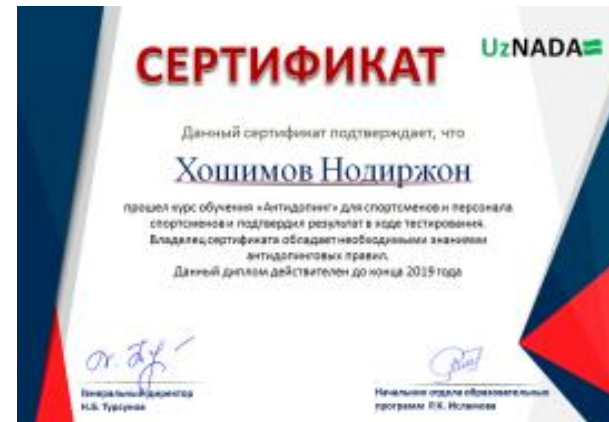 UzNADA
СЕРТИФИКАТ
Данный сертификат подтверждает, что
Хошимов Нодиржон
прошел курс обучения «Антидопинг» для спортсменов и персонала
спортсменов и подтвердил результат в ходе тестирования.
Владелец сертификата обладает необходимыми знаниями
антидопинговых правил.
Данный диплом действителен до конца 2019 года
Генеральный директор
Н.Б. Турсунов
Начальник отдела образовательных
программ Р.К. Исламова